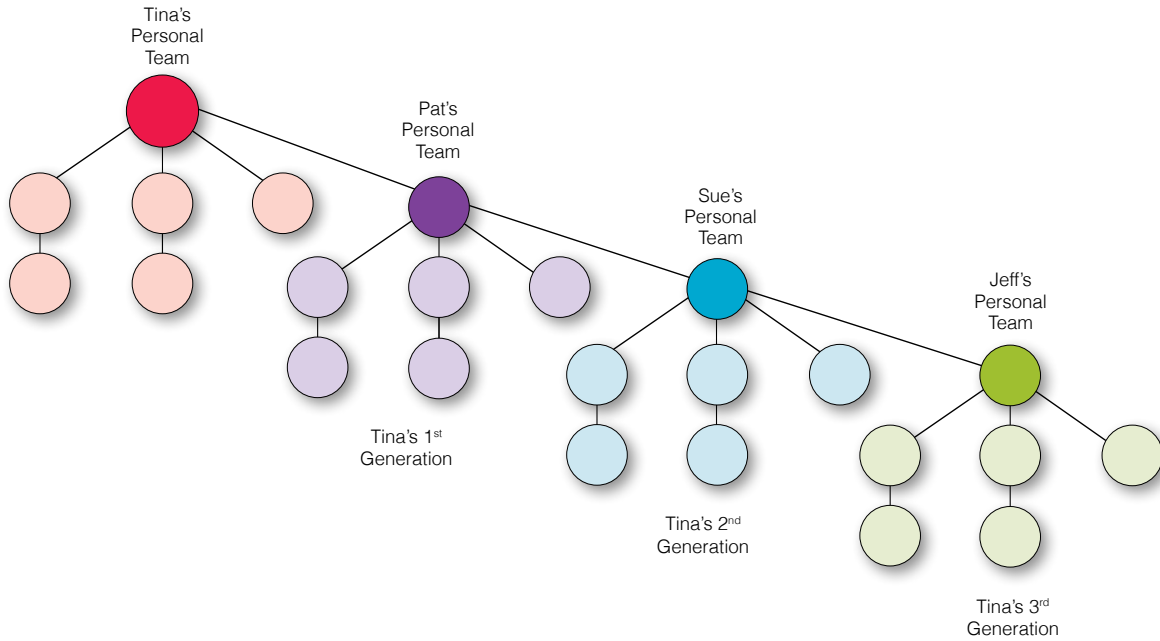 Tina’s
Personal
Team
Pat’s
Personal
Team
Sue’s
Personal
Team
Jeff’s
Personal
Team
Tina’s 1st
Generation
Tina’s 2nd
Generation
Tina’s 3rd
Generation